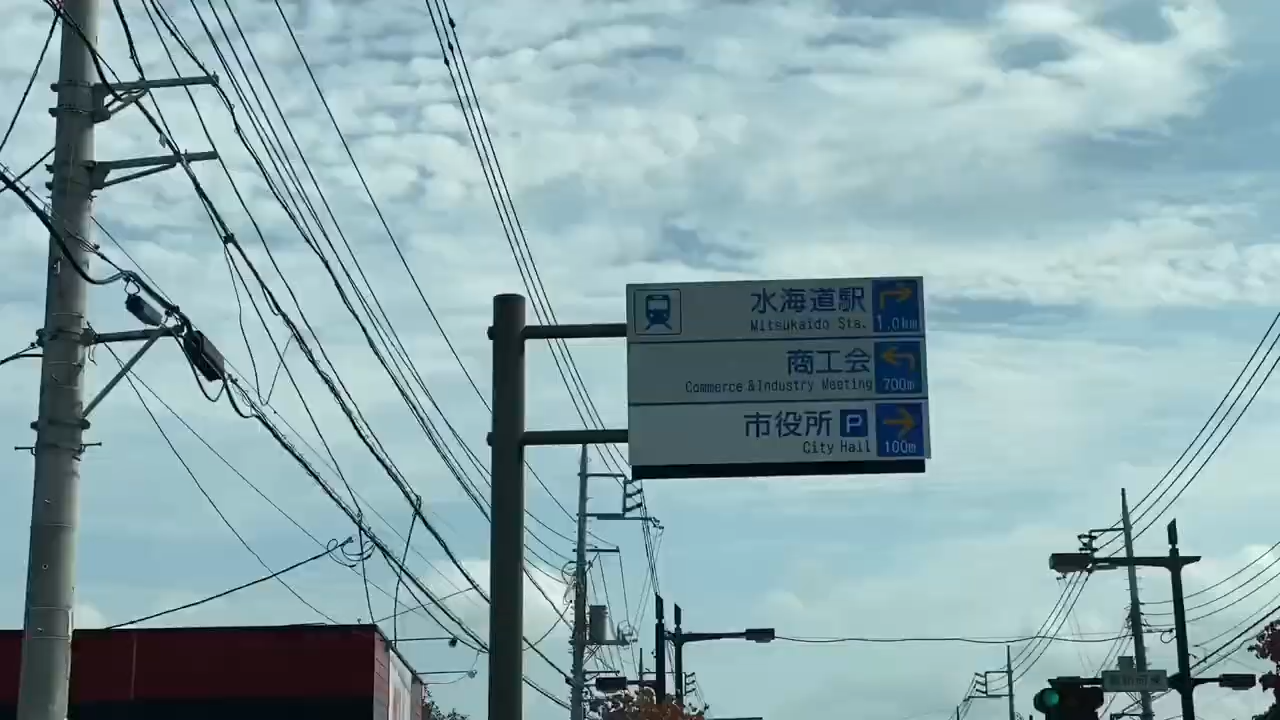 水海道駅
Mitsukaido Sta.
1.0km
商工会
Commerce & Industry Meeting
700m
市役所 P
City Hall
100m